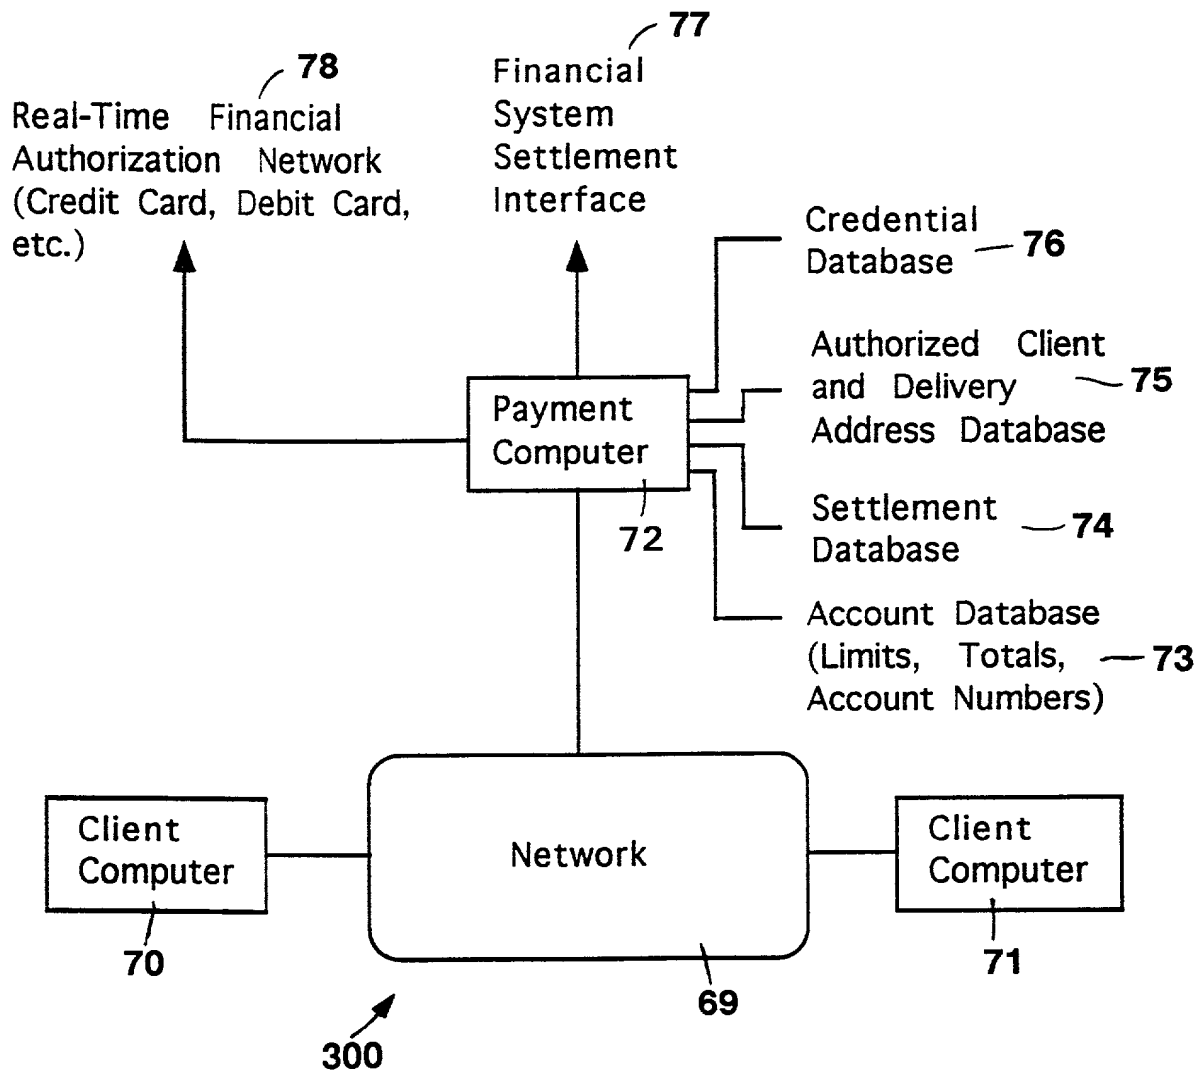 77
78
Financial
System
Settlement
Interface
Real-Time Financial
Authorization Network
(Credit Card, Debit Card,
etc.)
Credential
Database
76
Authorized Client
and Delivery
Address Database
75
Payment
Computer
72
Settlement
Database
74
Account Database
(Limits, Totals,
Account Numbers)
73
Client
Computer
70
Network
69
Client
Computer
71
300